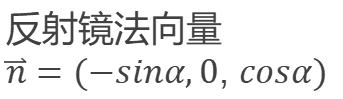 反射镜法向量
n⃗ = (−sinα, 0, cosα)